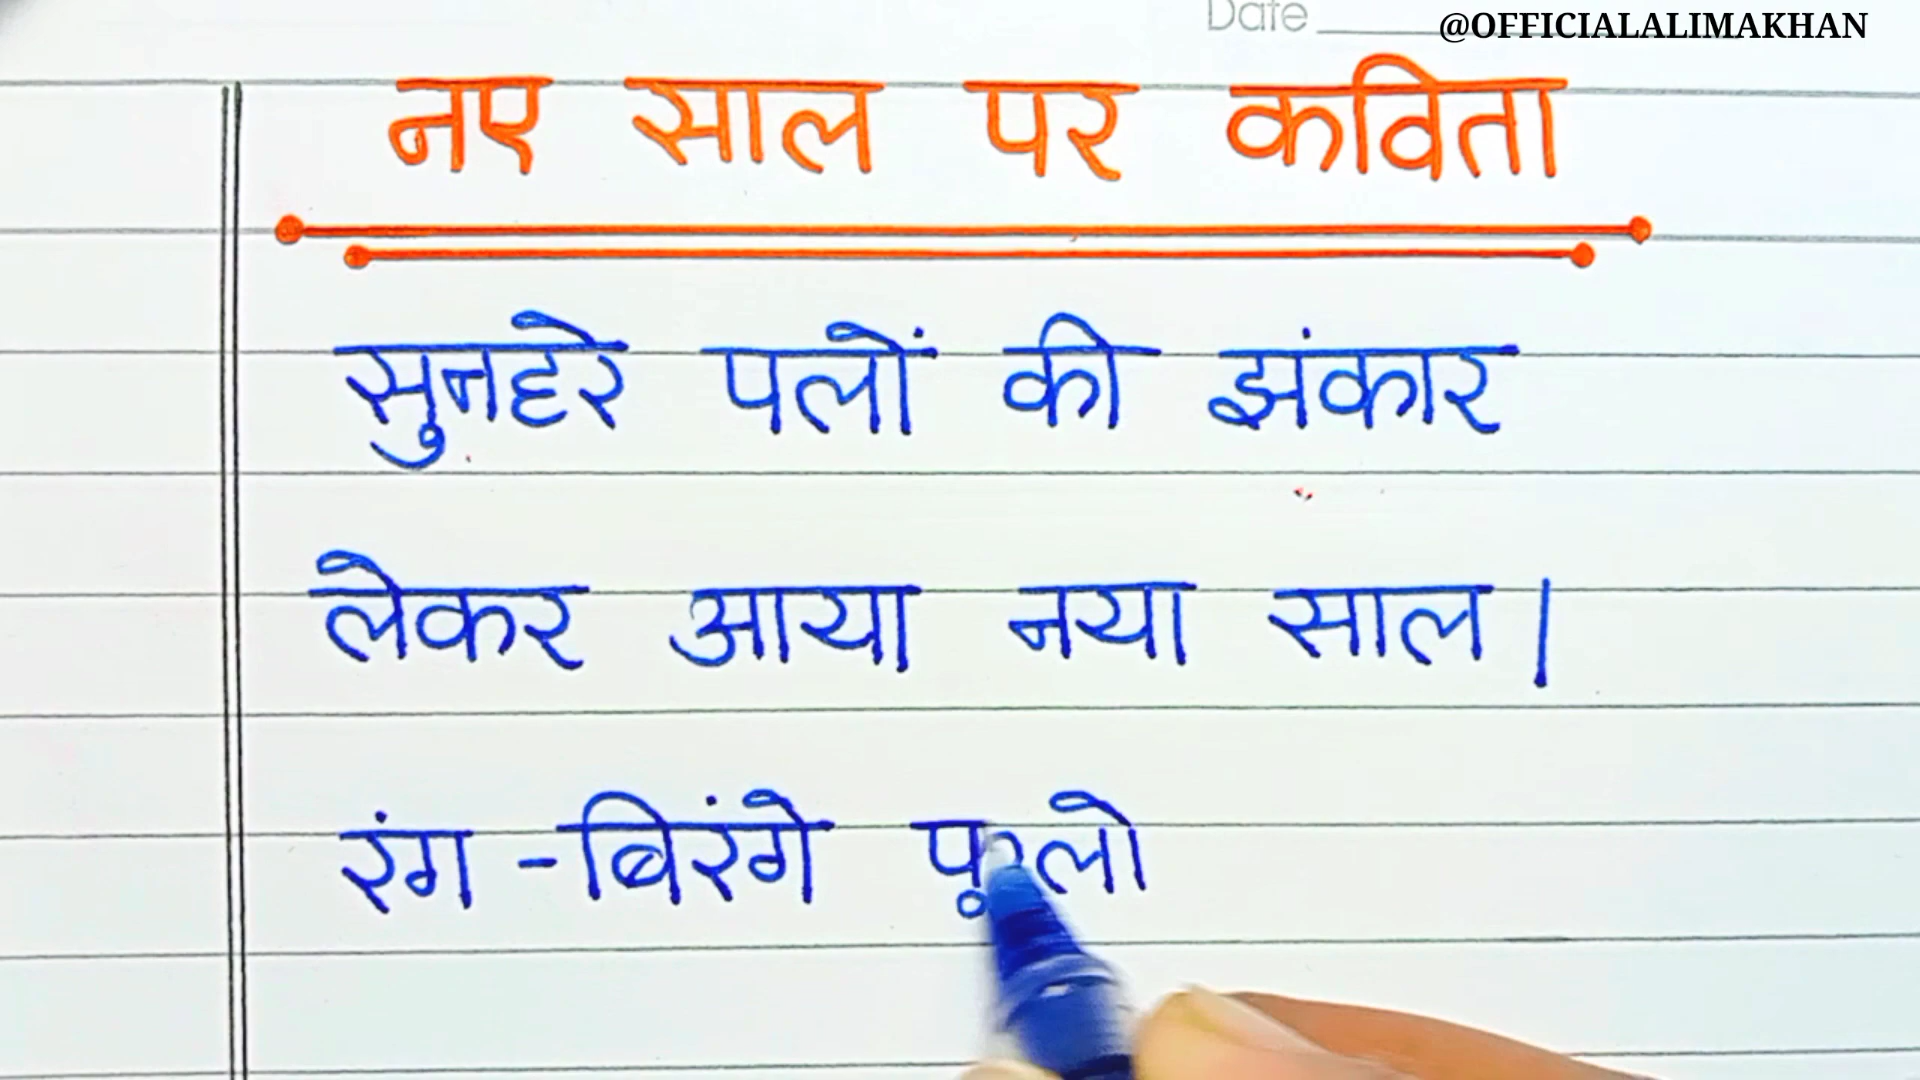 Date
@OFFICIALALIMAKHAN
नए साल पर कविता
सुनहरे पलों की झंकार
लेकर आया नया साल।
रंग-बिरंगे फूलो